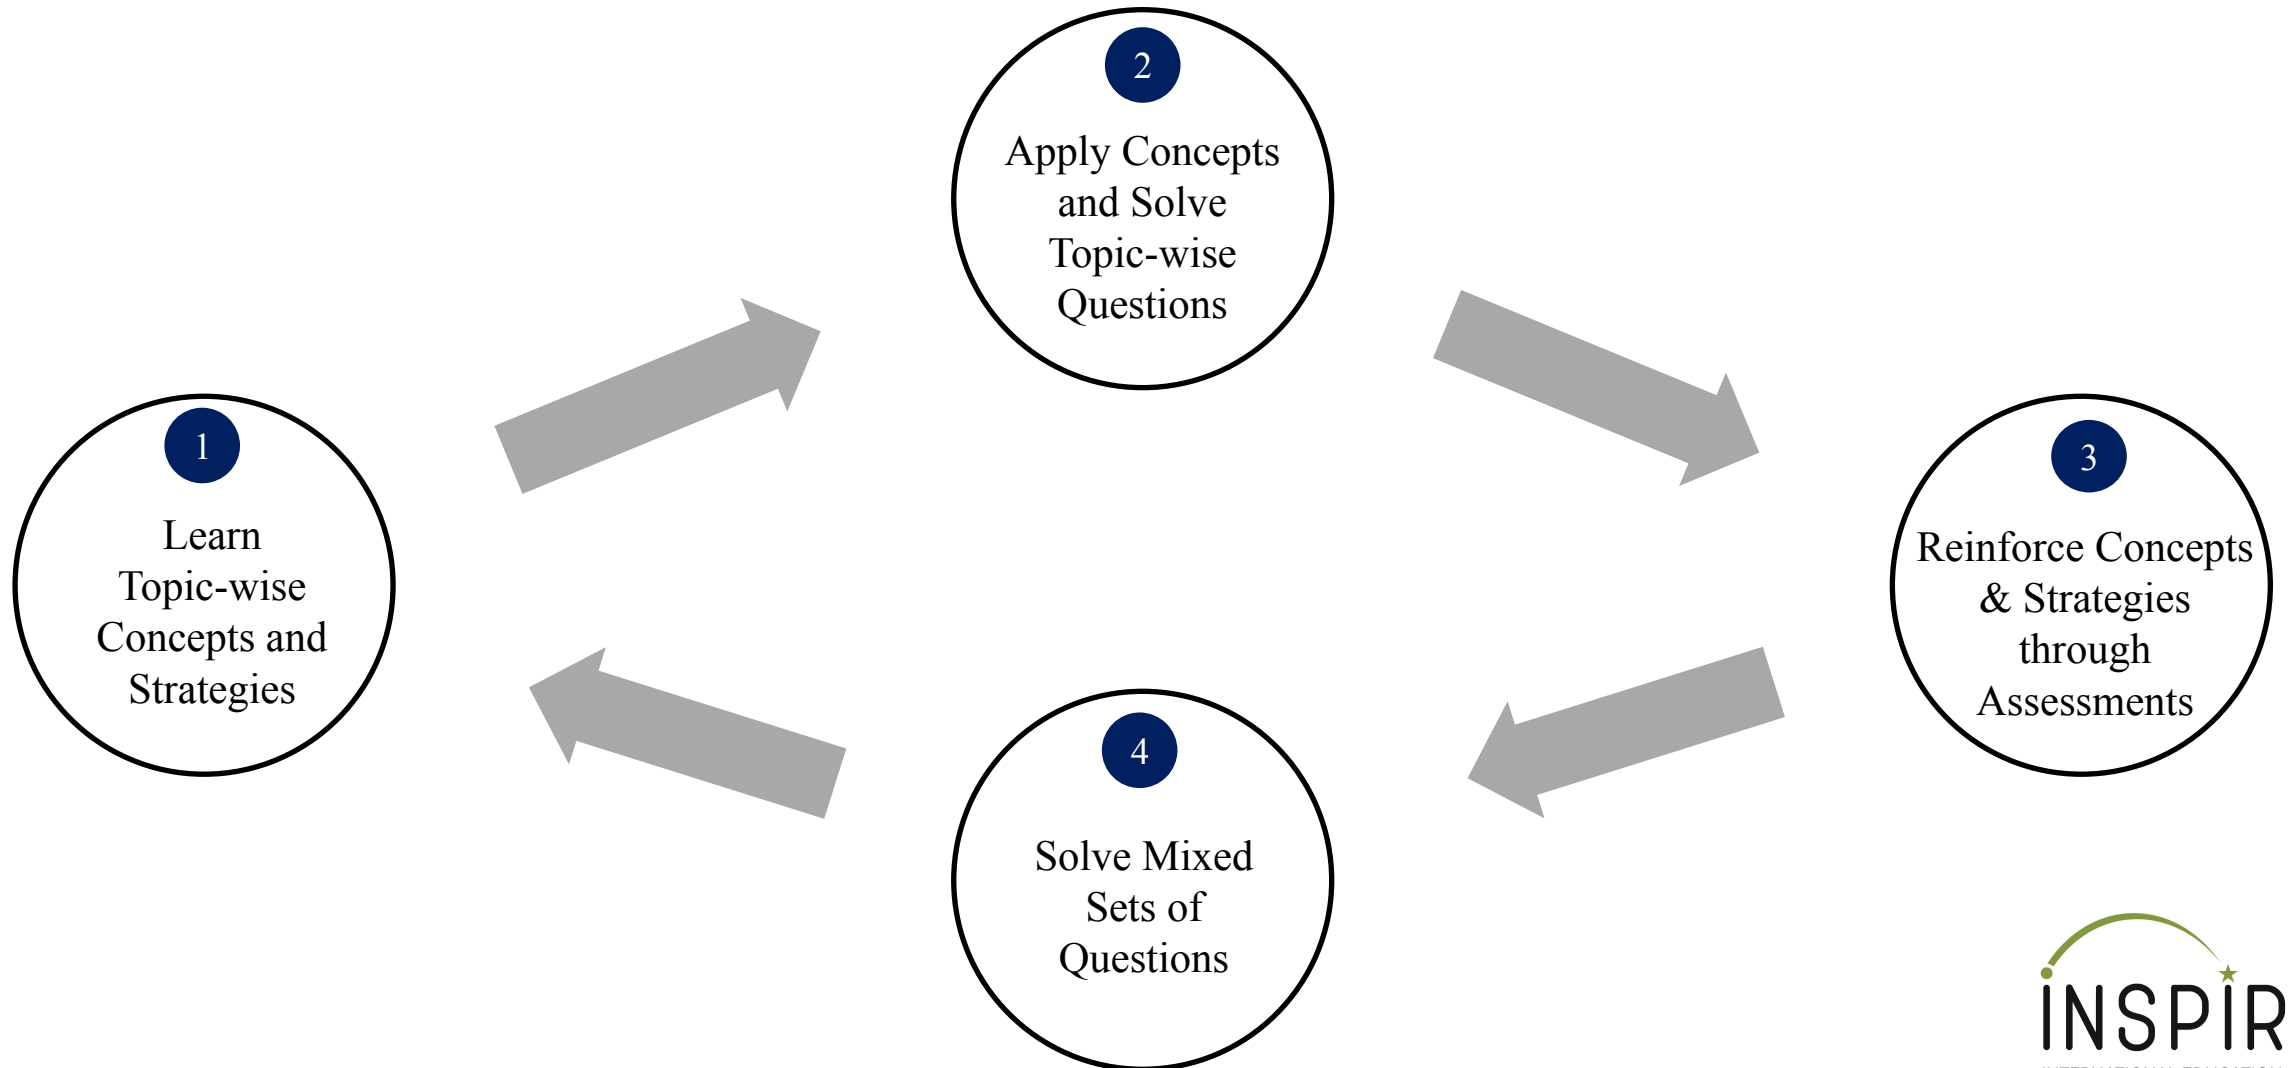 1
Learn
Topic-wise
Concepts and
Strategies
2
Apply Concepts
and Solve
Topic-wise
Questions
3
Reinforce Concepts
& Strategies
through
Assessments
4
Solve Mixed
Sets of
Questions
INSPIR